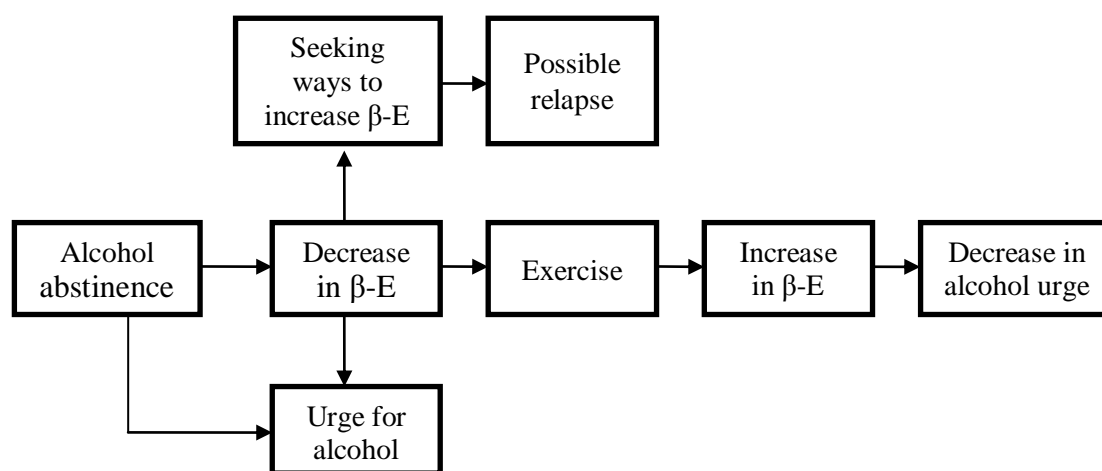 Seeking
ways to
increase β-E
Possible
relapse
Alcohol
abstinence
Decrease
in β-E
Exercise
Increase
in β-E
Decrease in
alcohol urge
Urge for
alcohol